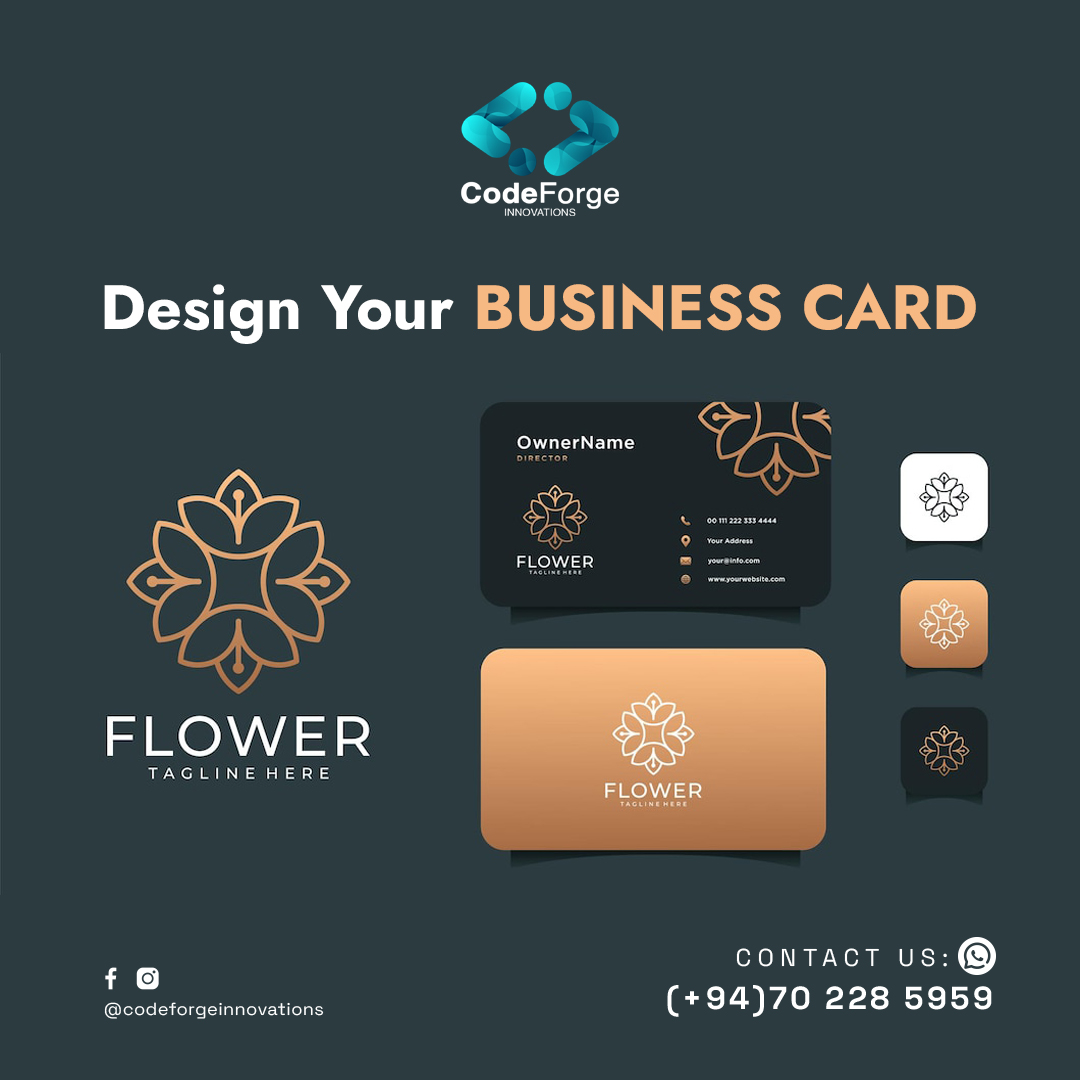 CodeForge
INNOVATIONS
Design Your BUSINESS CARD
OwnerName
DIRECTOR
FLOWER
TAGLINE HERE
00 111 222 333 4444
Your Address
your@info.com
www.yourwebsite.com
FLOWER
TAGLINE HERE
FLOWER
TAGLINE HERE
@codeforgeinnovations
CONTACT US:
(+94)70 228 5959